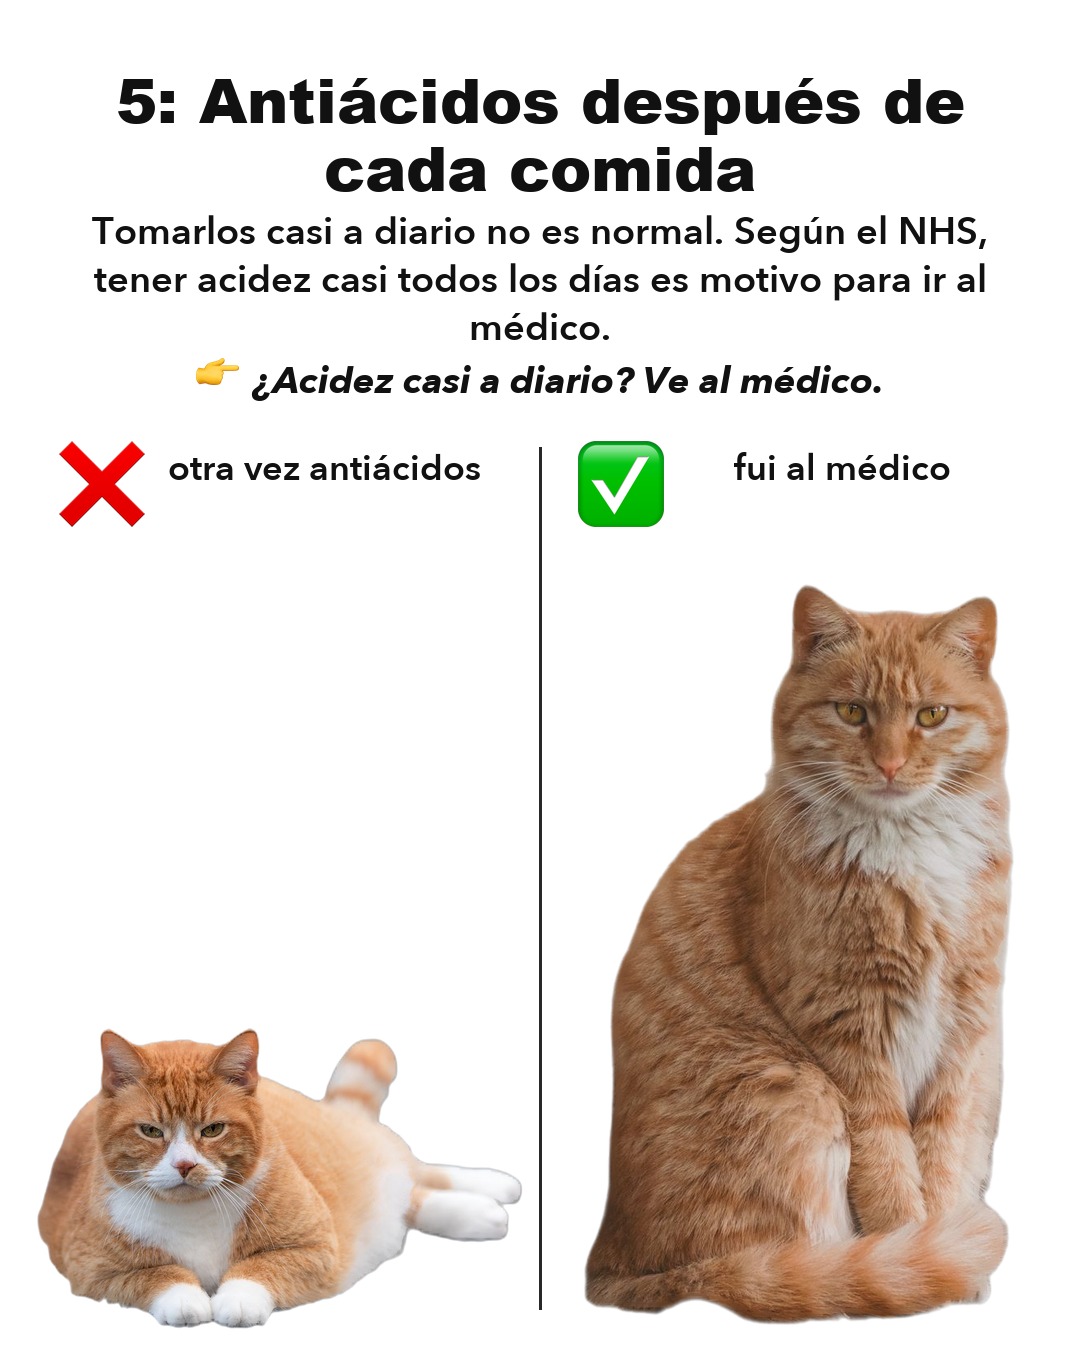 5: Antiácidos después de
cada comida
Tomarlos casi a diario no es normal. Según el NHS,
tener acidez casi todos los días es motivo para ir al
médico.
👉 ¿Acidez casi a diario? Ve al médico.
❌ otra vez antiácidos
✅ fui al médico